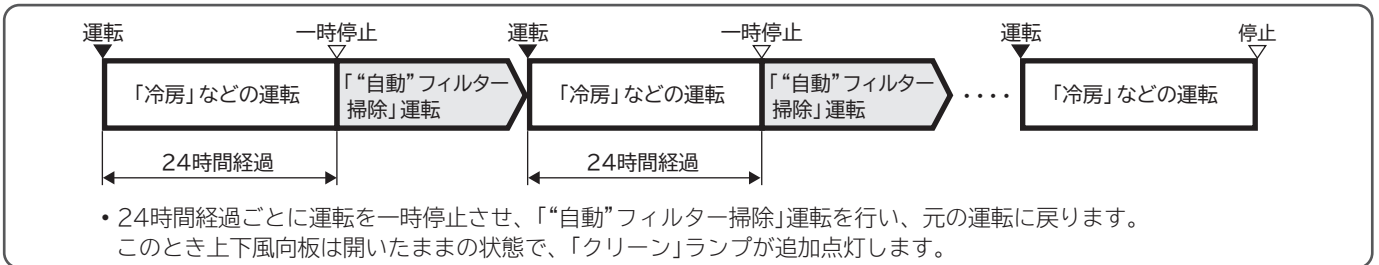 運転 一時停止 運転 一時停止 運転 停止
「冷房」などの運転
「“自動”フィルター
掃除」運転
「冷房」などの運転
「“自動”フィルター
掃除」運転
････
「冷房」などの運転
24時間経過 24時間経過
• 24時間経過ごとに運転を一時停止させ、「“自動”フィルター掃除」運転を行い、元の運転に戻ります。
このとき上下風向板は開いたままの状態で、「クリーン」ランプが追加点灯します。